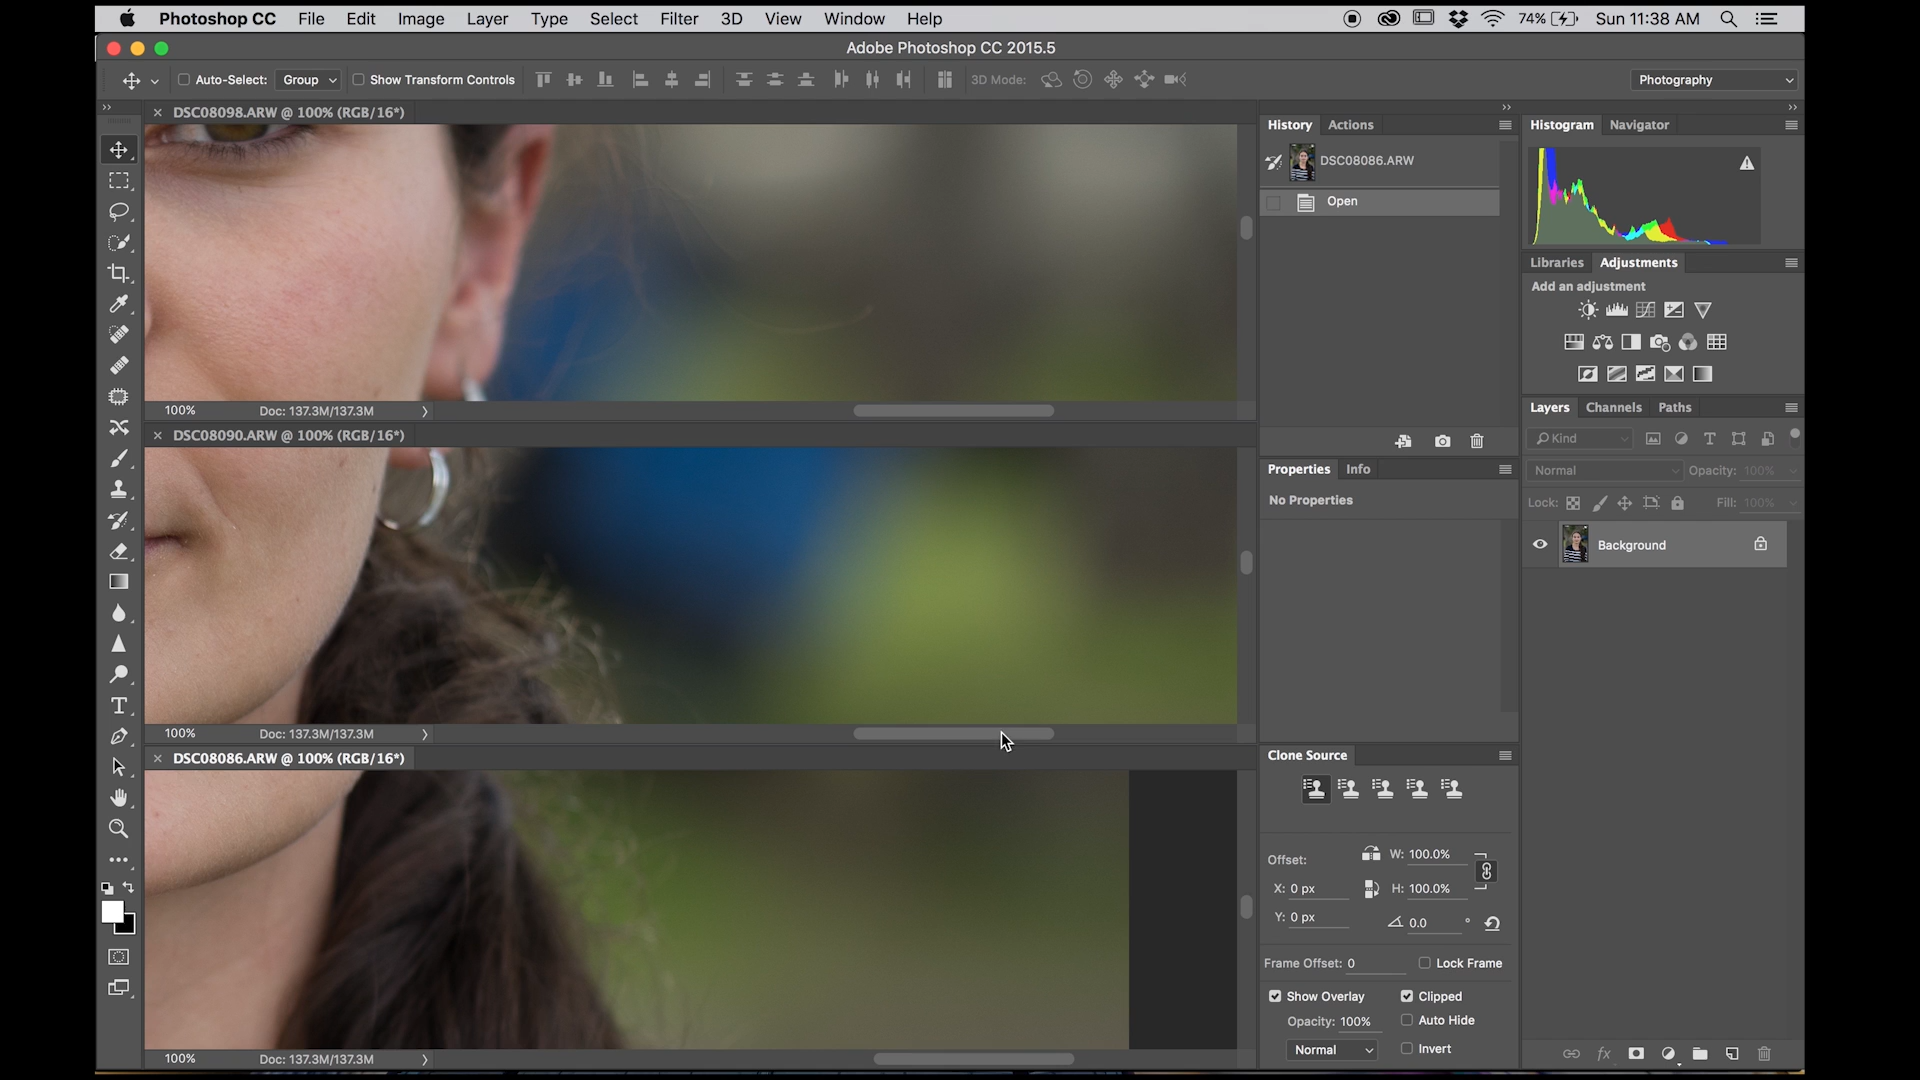 Photoshop CC File Edit Image Layer Type Select Filter 3D View Window Help 74% Sun 11:38 AM
Adobe Photoshop CC 2015.5
Auto-Select: Group Show Transform Controls 3D Mode: Photography
DSC08098.ARW @ 100% (RGB/16*)
100% Doc: 137.3M/137.3M
DSC08090.ARW @ 100% (RGB/16*)
100% Doc: 137.3M/137.3M
DSC08086.ARW @ 100% (RGB/16*)
100% Doc: 137.3M/137.3M
History Actions
DSC08086.ARW
Open
Properties Info
No Properties
Clone Source
Offset: W: 100.0%
X: 0 px H: 100.0%
Y: 0 px 0.0 °
Frame Offset: 0 Lock Frame
Show Overlay Clipped
Opacity: 100% Auto Hide
Normal Invert
Histogram Navigator
Libraries Adjustments
Add an adjustment
Layers Channels Paths
Kind
Normal Opacity: 100%
Lock: Fill: 100%
Background
fx